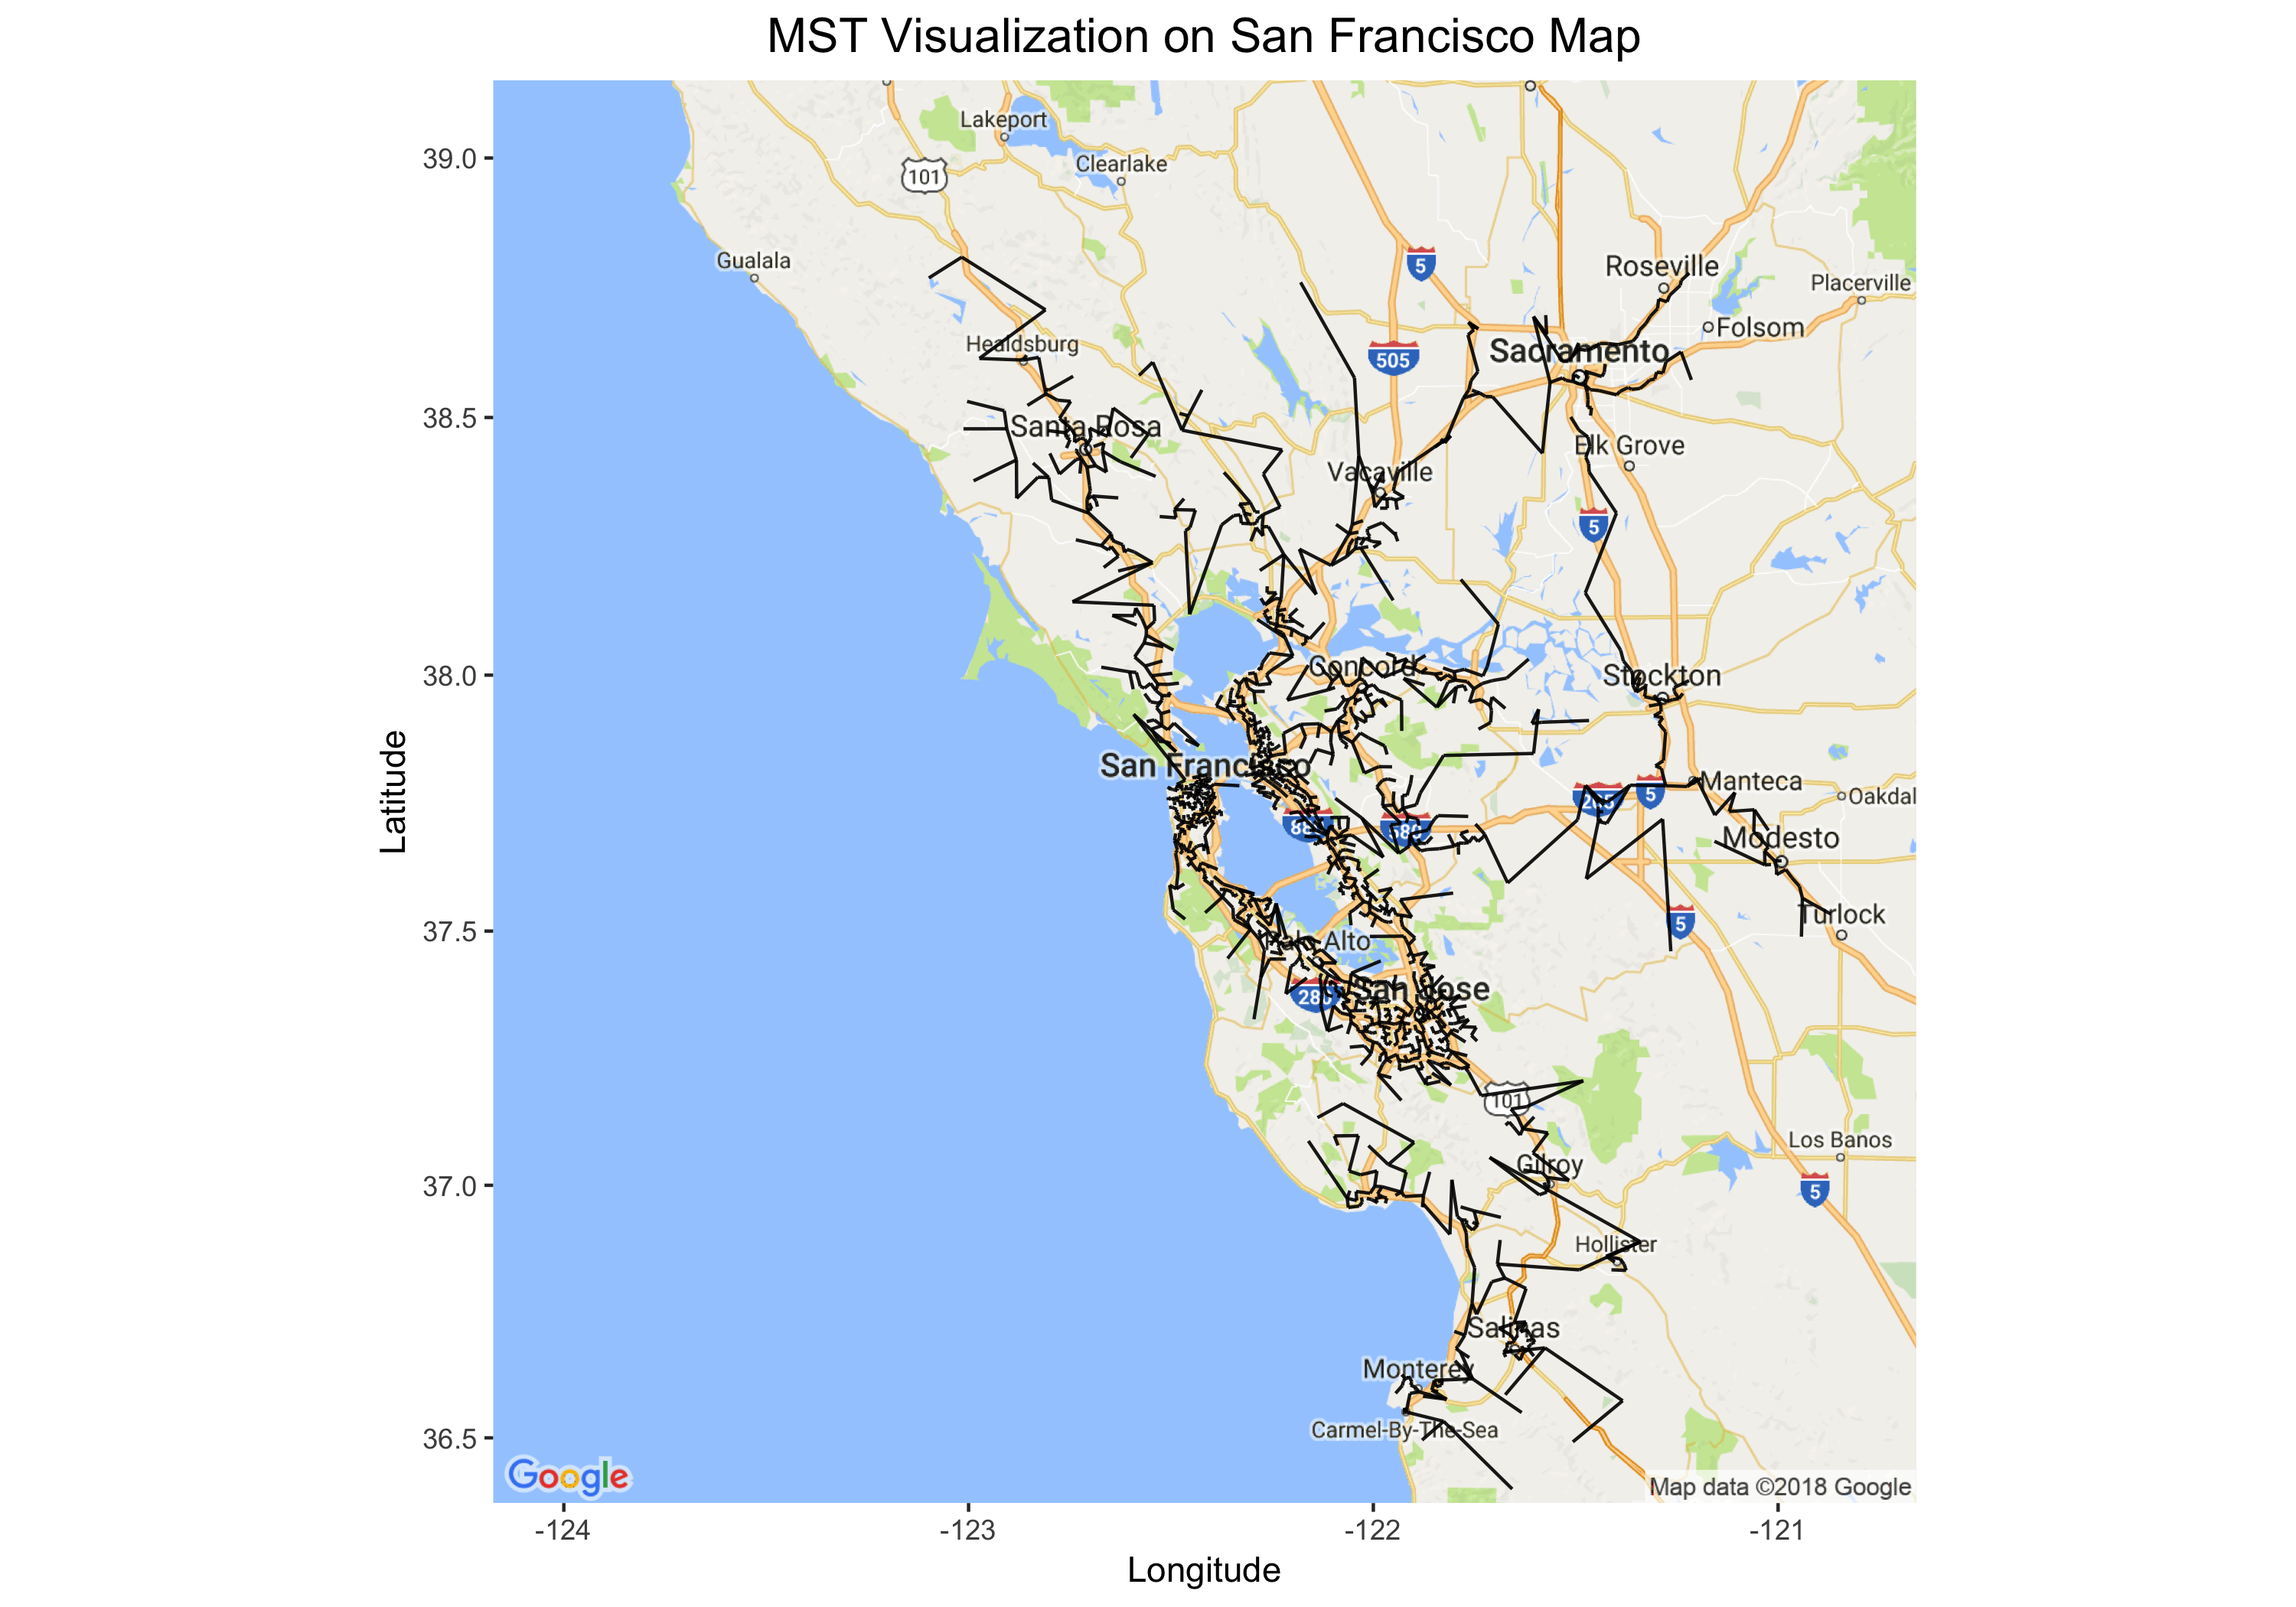 MST Visualization on San Francisco Map
39.0
38.5
38.0
37.5
37.0
36.5
Latitude
Lakeport
101
Clearlake
Gualala
5
Roseville
Placerville
Folsom
Healdsburg
505
Sacramento
Santa Rosa
Elk Grove
Vacaville
5
Concord
Stockton
San Francisco
Manteca
Oakdal
205
5
880
580
Modesto
Turlock
5
Palo Alto
280
San Jose
101
Los Banos
Gilroy
5
Hollister
Salinas
Monterey
Carmel-By-The-Sea
Google
Map data ©2018 Google
-124
-123
-122
-121
Longitude